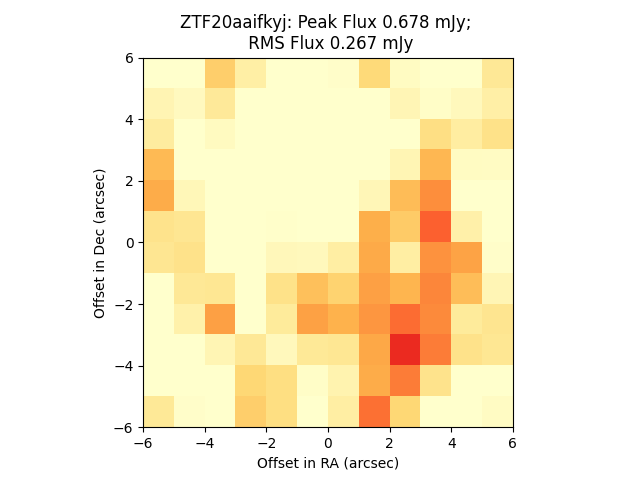 ZTF20aaifkyj: Peak Flux 0.678 mJy;
RMS Flux 0.267 mJy
6
4
2
0
−2
−4
−6
Offset in Dec (arcsec)
−6 −4 −2 0 2 4 6
Offset in RA (arcsec)